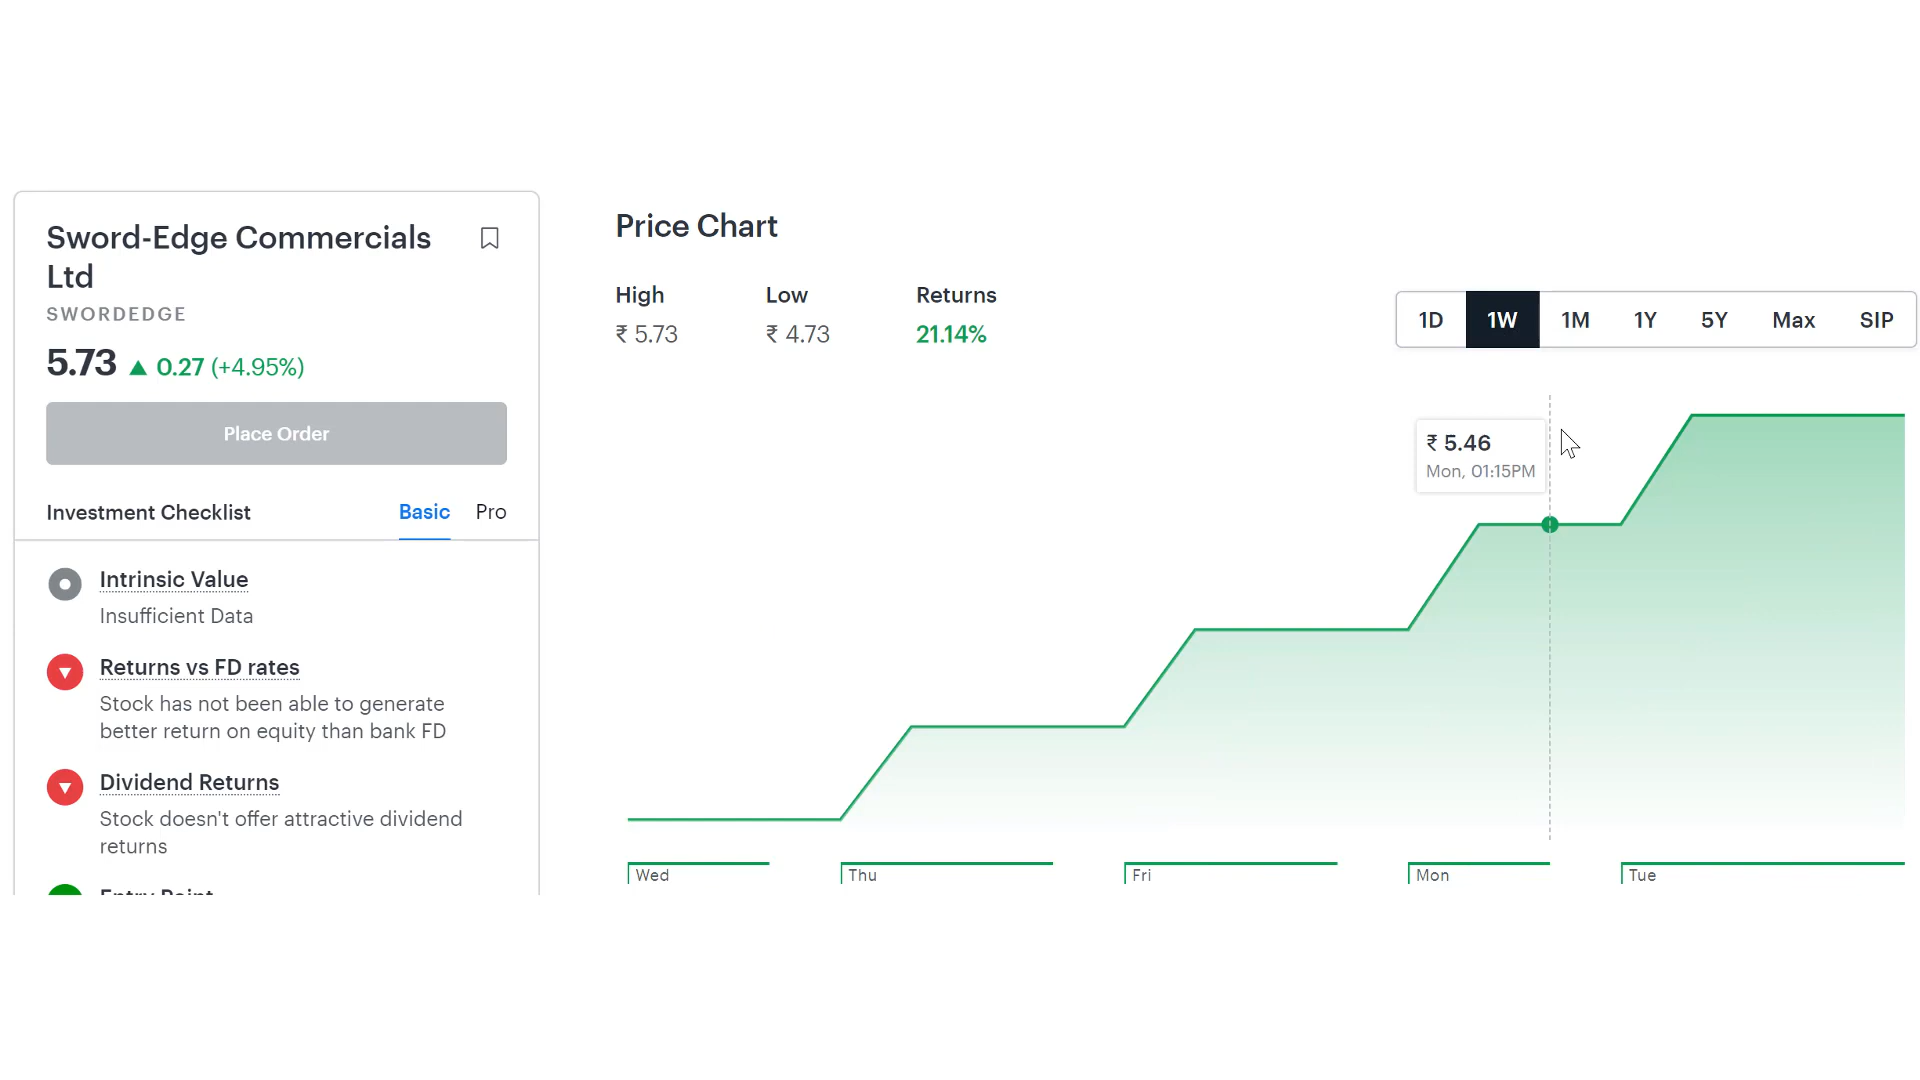 Sword-Edge Commercials
Ltd
SWORDEDGE
5.73 ▲ 0.27 (+4.95%)
Place Order
Investment Checklist Basic Pro
Intrinsic Value
Insufficient Data
Returns vs FD rates
Stock has not been able to generate
better return on equity than bank FD
Dividend Returns
Stock doesn't offer attractive dividend
returns
Entry Point
Price Chart
High Low Returns
₹ 5.73 ₹ 4.73 21.14%
1D 1W 1M 1Y 5Y Max SIP
₹ 5.46
Mon, 01:15PM
Wed Thu Fri Mon Tue